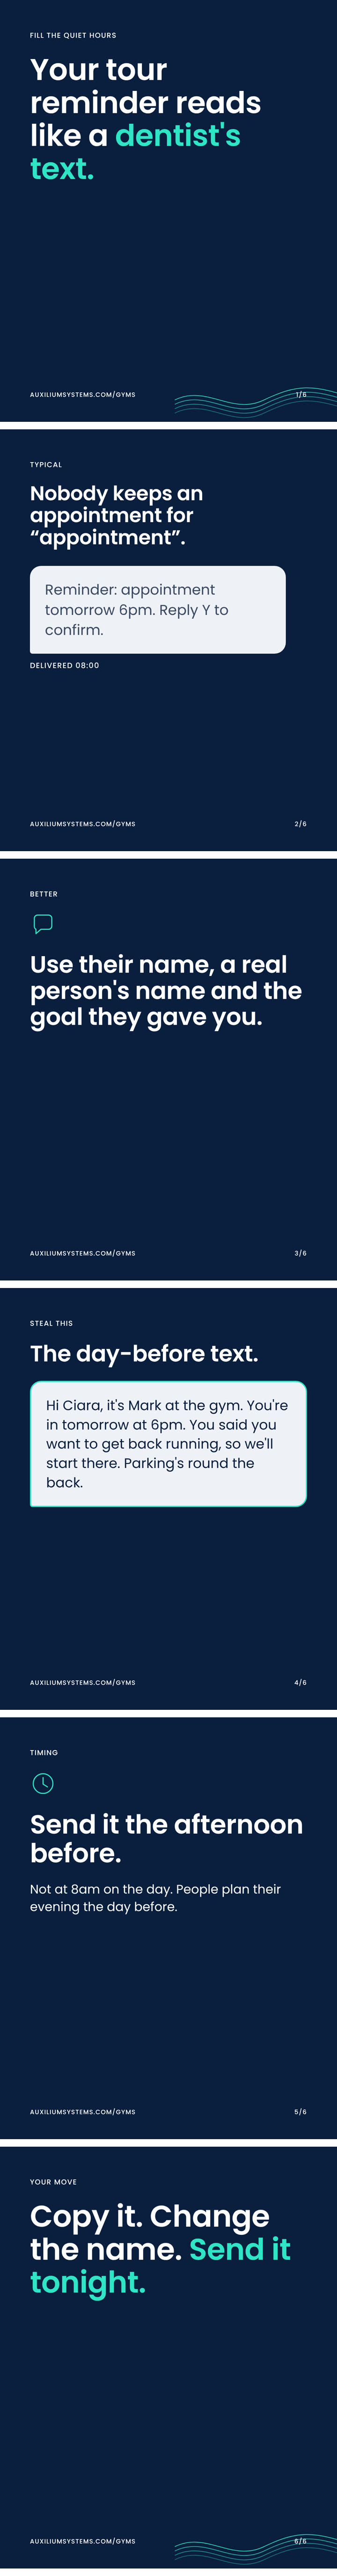 FILL THE QUIET HOURS
Your tour
reminder reads
like a dentist's
text.
AUXILIUMSYSTEMS.COM/GYMS
1/6
TYPICAL
Nobody keeps an
appointment for
“appointment”.
Reminder: appointment
tomorrow 6pm. Reply Y to
confirm.
DELIVERED 08:00
AUXILIUMSYSTEMS.COM/GYMS
2/6
BETTER
Use their name, a real
person's name and the
goal they gave you.
AUXILIUMSYSTEMS.COM/GYMS
3/6
STEAL THIS
The day-before text.
Hi Ciara, it's Mark at the gym. You're
in tomorrow at 6pm. You said you
want to get back running, so we'll
start there. Parking's round the
back.
AUXILIUMSYSTEMS.COM/GYMS
4/6
TIMING
Send it the afternoon
before.
Not at 8am on the day. People plan their
evening the day before.
AUXILIUMSYSTEMS.COM/GYMS
5/6
YOUR MOVE
Copy it. Change
the name. Send it
tonight.
AUXILIUMSYSTEMS.COM/GYMS
6/6